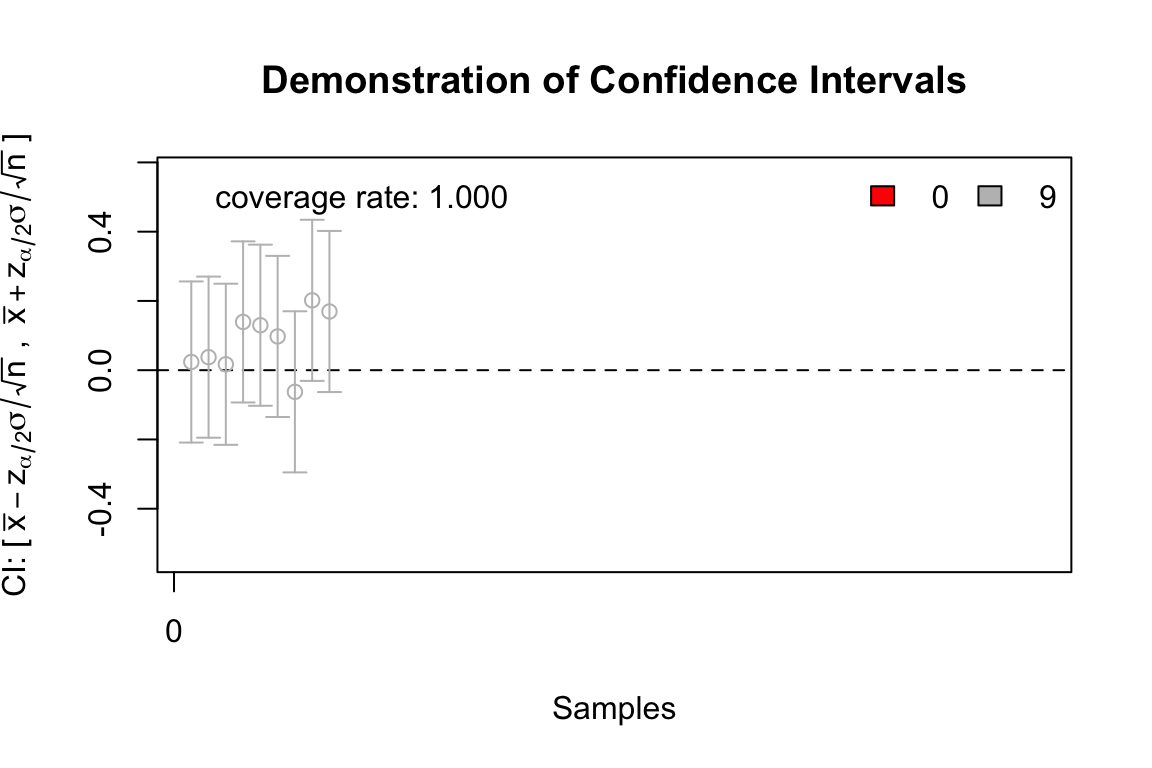 Demonstration of Confidence Intervals
CI: [ x̅ − zα/2σ/√n , x̅ + zα/2σ/√n ]
coverage rate: 1.000
0 9
0.4
0.0
-0.4
0
Samples